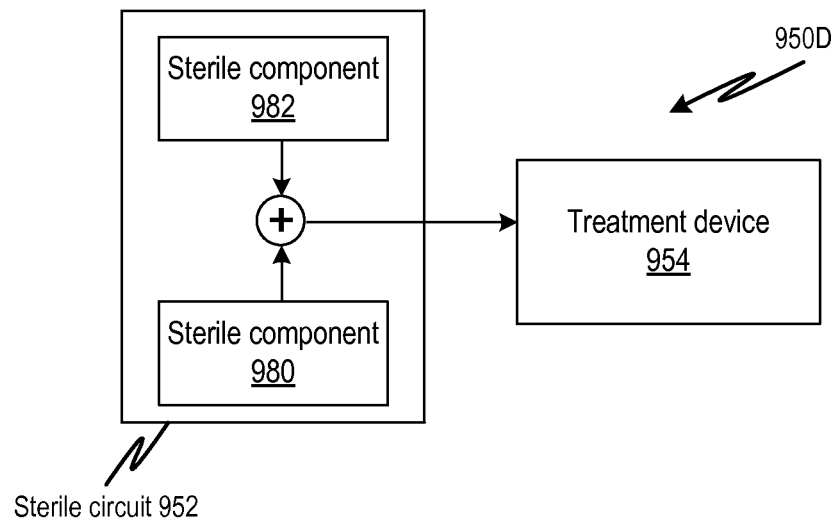 950D
Sterile component
982
+
Treatment device
954
Sterile component
980
Sterile circuit 952